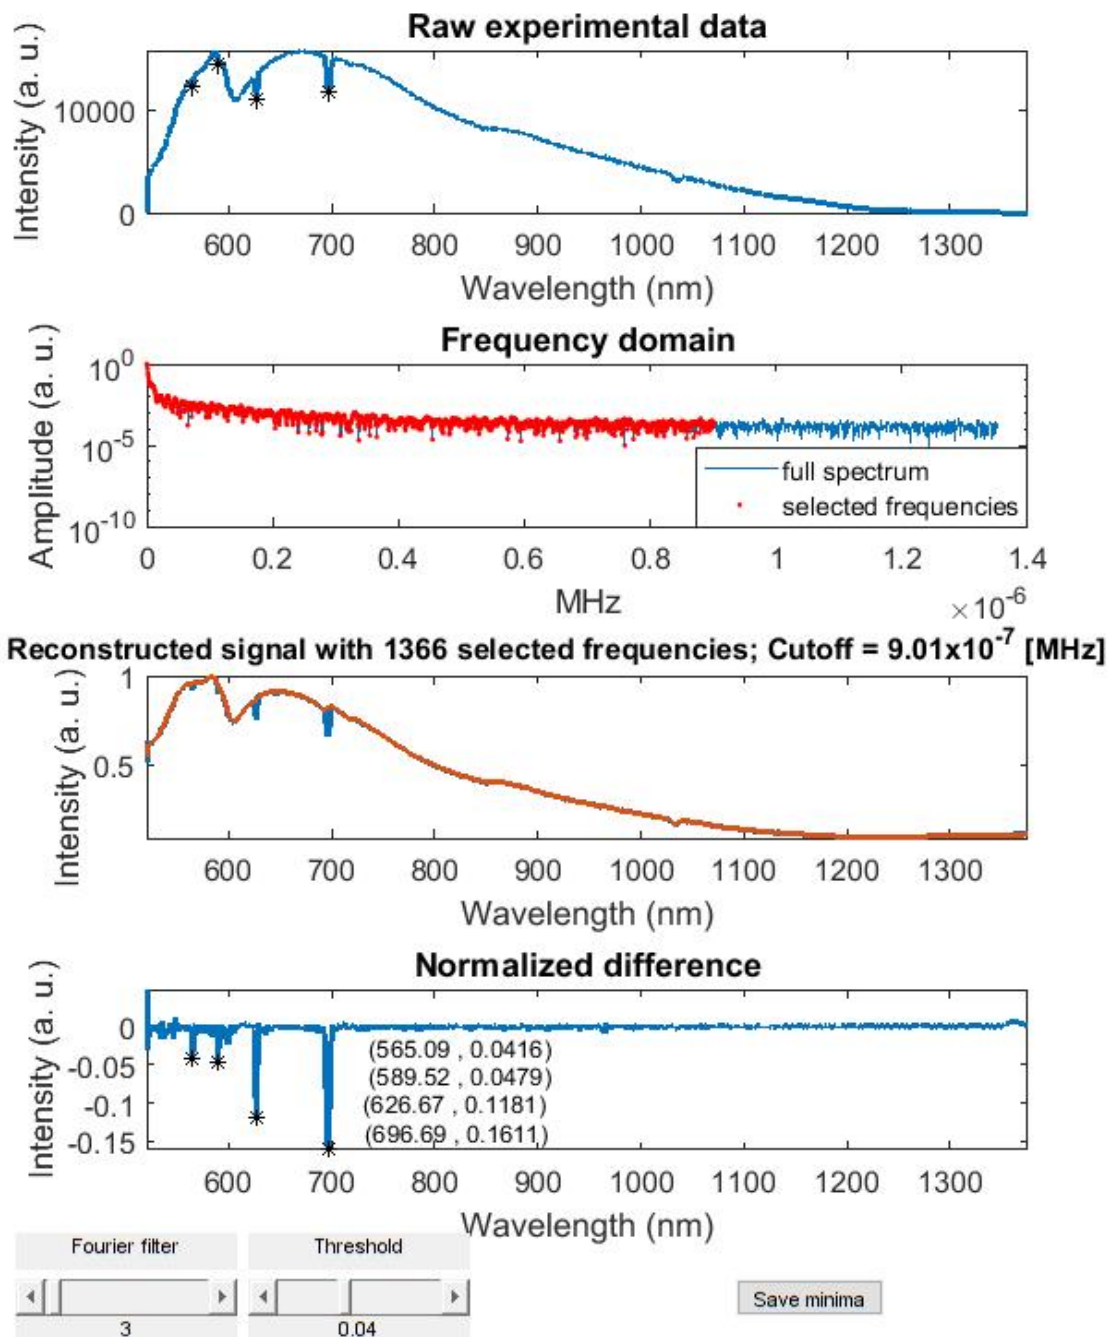 Raw experimental data
Intensity (a. u.)
10000
0
600 700 800 900 1000 1100 1200 1300
Wavelength (nm)
Frequency domain
Amplitude (a. u.)
10^0
10^-5
10^-10
full spectrum
selected frequencies
0 0.2 0.4 0.6 0.8 1 1.2 1.4
MHz
×10^-6
Reconstructed signal with 1366 selected frequencies; Cutoff = 9.01x10^-7 [MHz]
Intensity (a. u.)
1
0.5
600 700 800 900 1000 1100 1200 1300
Wavelength (nm)
Normalized difference
Intensity (a. u.)
0
-0.05
-0.1
-0.15
(565.09 , 0.0416)
(589.52 , 0.0479)
(626.67 , 0.1181)
(696.69 , 0.1611)
600 700 800 900 1000 1100 1200 1300
Wavelength (nm)
Fourier filter
3
Threshold
0.04
Save minima